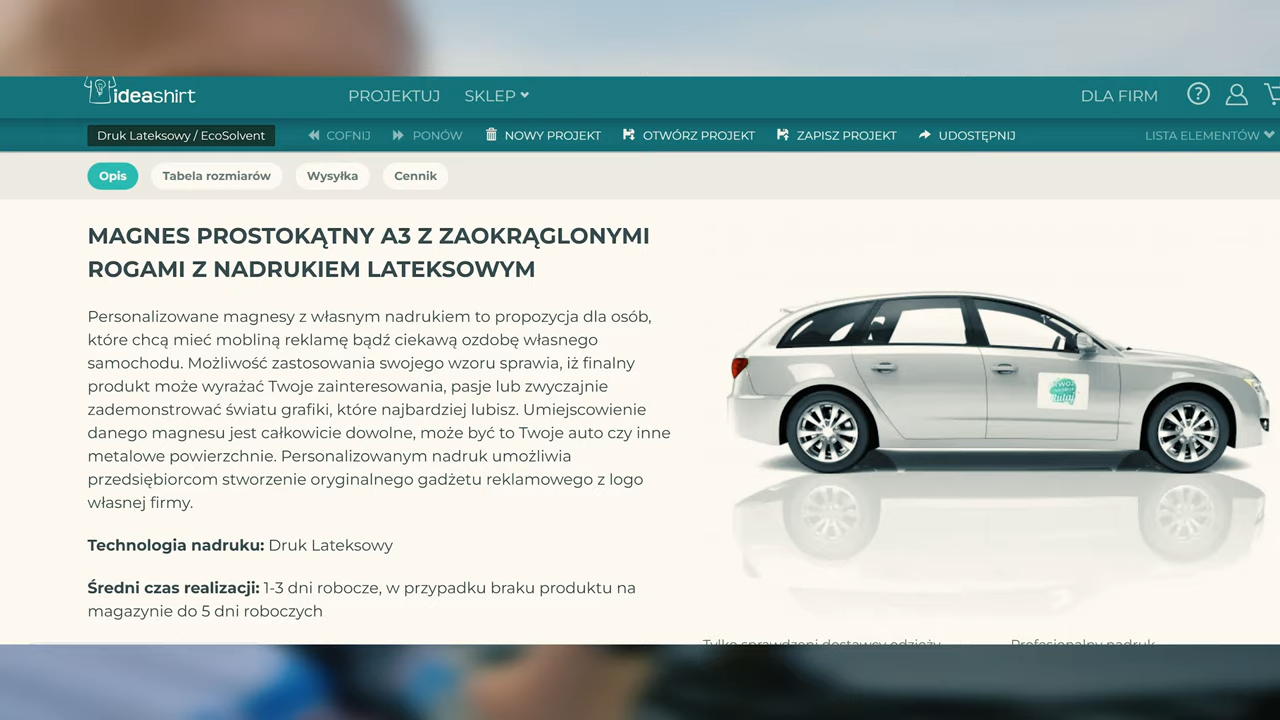 ideashirt
PROJEKTUJ
SKLEP
DLA FIRM
Druk Lateksowy / EcoSolvent
COFNIJ
PONÓW
NOWY PROJEKT
OTWÓRZ PROJEKT
ZAPISZ PROJEKT
UDOSTĘPNIJ
LISTA ELEMENTÓW
Opis
Tabela rozmiarów
Wysyłka
Cennik
MAGNES PROSTOKĄTNY A3 Z ZAOKRĄGLONYMI
ROGAMI Z NADRUKIEM LATEKSOWYM
Personalizowane magnesy z własnym nadrukiem to propozycja dla osób,
które chcą mieć mobliną reklamę bądź ciekawą ozdobę własnego
samochodu. Możliwość zastosowania swojego wzoru sprawia, iż finalny
produkt może wyrażać Twoje zainteresowania, pasje lub zwyczajnie
zademonstrować światu grafiki, które najbardziej lubisz. Umiejscowienie
danego magnesu jest całkowicie dowolne, może być to Twoje auto czy inne
metalowe powierzchnie. Personalizowanym nadruk umożliwia
przedsiębiorcom stworzenie oryginalnego gadżetu reklamowego z logo
własnej firmy.
Technologia nadruku: Druk Lateksowy
Średni czas realizacji: 1-3 dni robocze, w przypadku braku produktu na
magazynie do 5 dni roboczych
Tutaj
Tylko sprawdzeni dostawcy odzieży
Profesjonalny nadruk